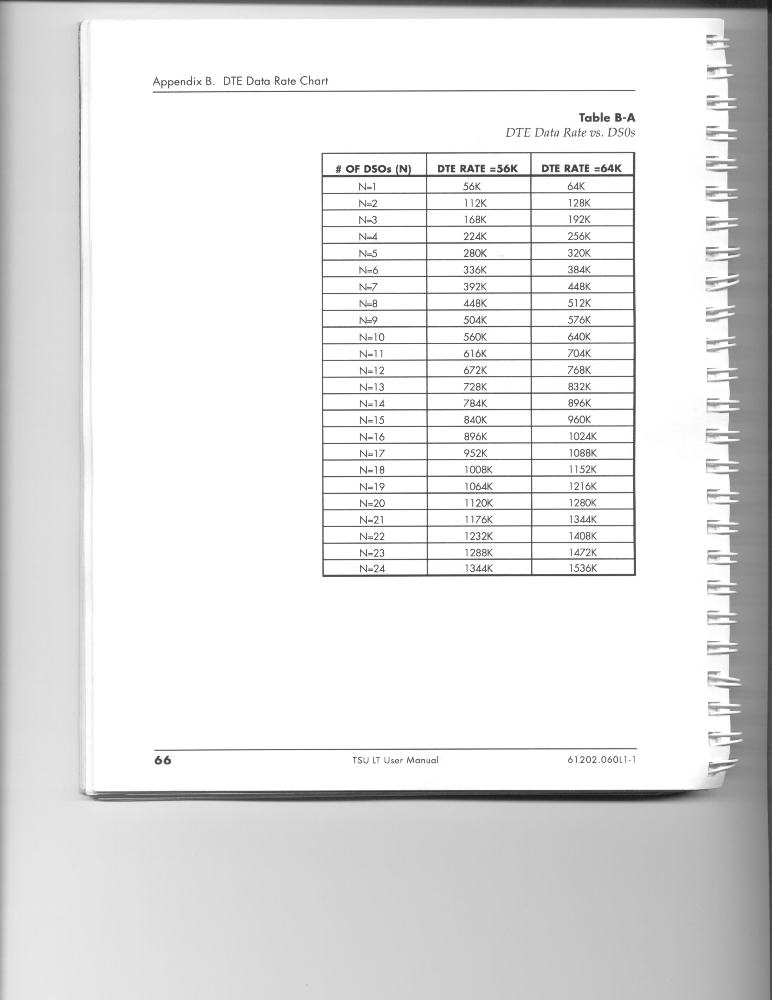 Appendix B.  DTE Data Rate Chart
Table B-A
DTE Data Rate vs. DS0s
# OF DSOs (N) DTE RATE =56K DTE RATE =64K
N=1 56K 64K
N=2 112K 128K
N=3 168K 192K
N=4 224K 256K
N=5 280K 320K
N=6 336K 384K
N=7 392K 448K
N=8 448K 512K
N=9 504K 576K
N=10 560K 640K
N=11 616K 704K
N=12 672K 768K
N=13 728K 832K
N=14 784K 896K
N=15 840K 960K
N=16 896K 1024K
N=17 952K 1088K
N=18 1008K 1152K
N=19 1064K 1216K
N=20 1120K 1280K
N=21 1176K 1344K
N=22 1232K 1408K
N=23 1288K 1472K
N=24 1344K 1536K
66 TSU LT User Manual 61202.060L1-1